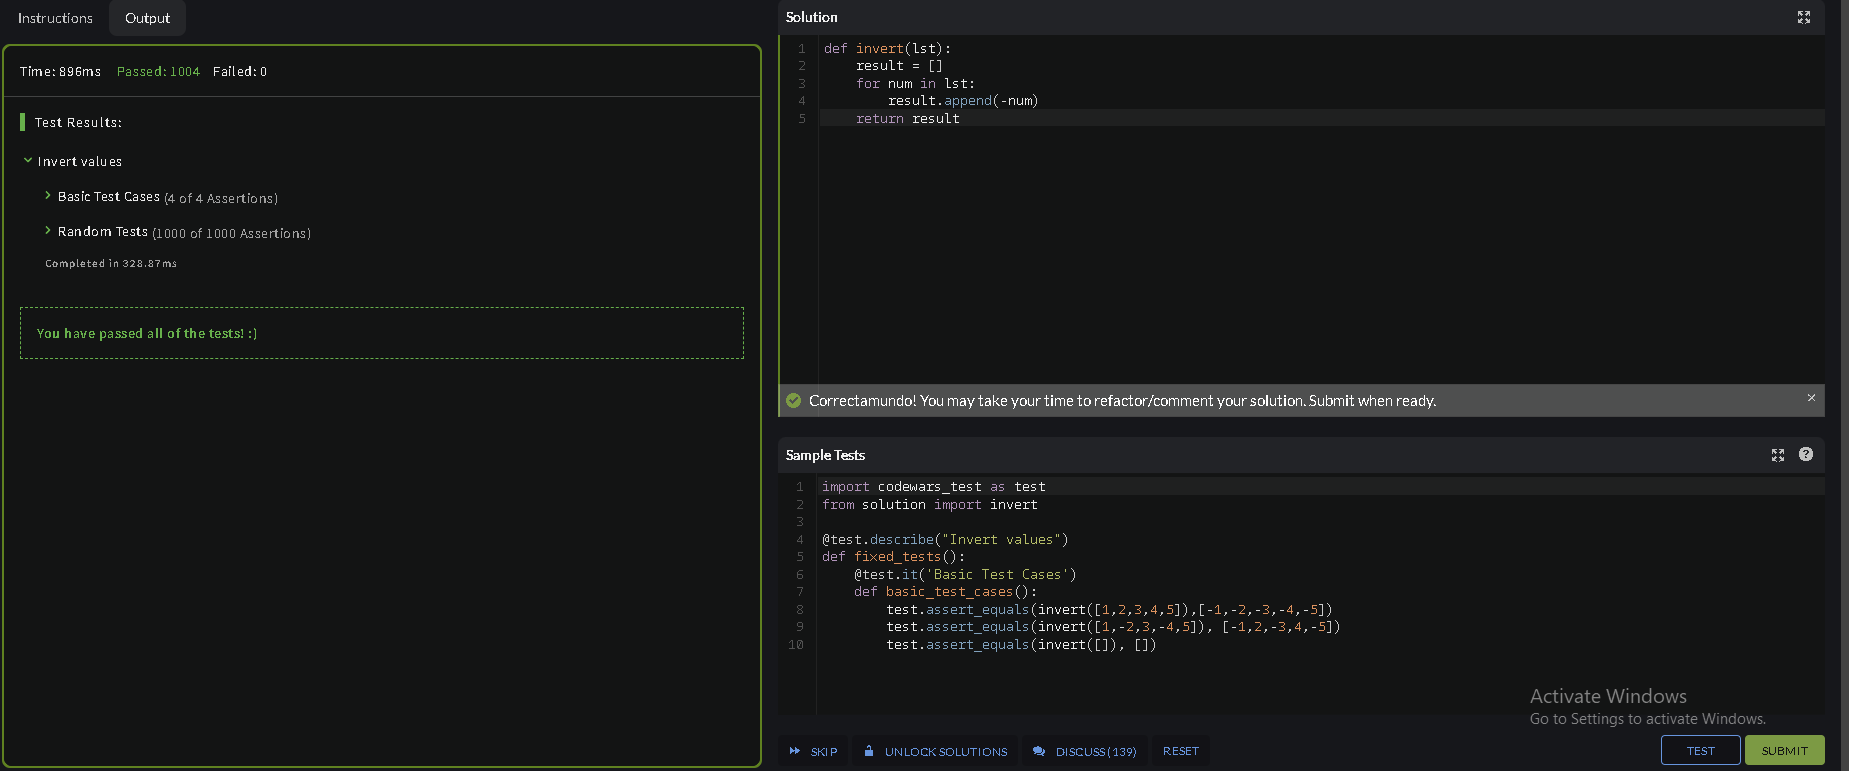 Instructions
Output
Time: 896ms Passed: 1004 Failed: 0
Test Results:
Invert values
Basic Test Cases (4 of 4 Assertions)
Random Tests (1000 of 1000 Assertions)
Completed in 328.87ms
You have passed all of the tests! :)
Solution
1 def invert(lst):
2     result = []
3     for num in lst:
4         result.append(-num)
5     return result
Correctamundo! You may take your time to refactor/comment your solution. Submit when ready.
Sample Tests
1 import codewars_test as test
2 from solution import invert
3
4 @test.describe("Invert values")
5 def fixed_tests():
6     @test.it('Basic Test Cases')
7     def basic_test_cases():
8         test.assert_equals(invert([1,2,3,4,5]),[-1,-2,-3,-4,-5])
9         test.assert_equals(invert([1,-2,3,-4,5]), [-1,2,-3,4,-5])
10         test.assert_equals(invert([]), [])
Activate Windows
Go to Settings to activate Windows.
SKIP
UNLOCK SOLUTIONS
DISCUSS (139)
RESET
TEST
SUBMIT